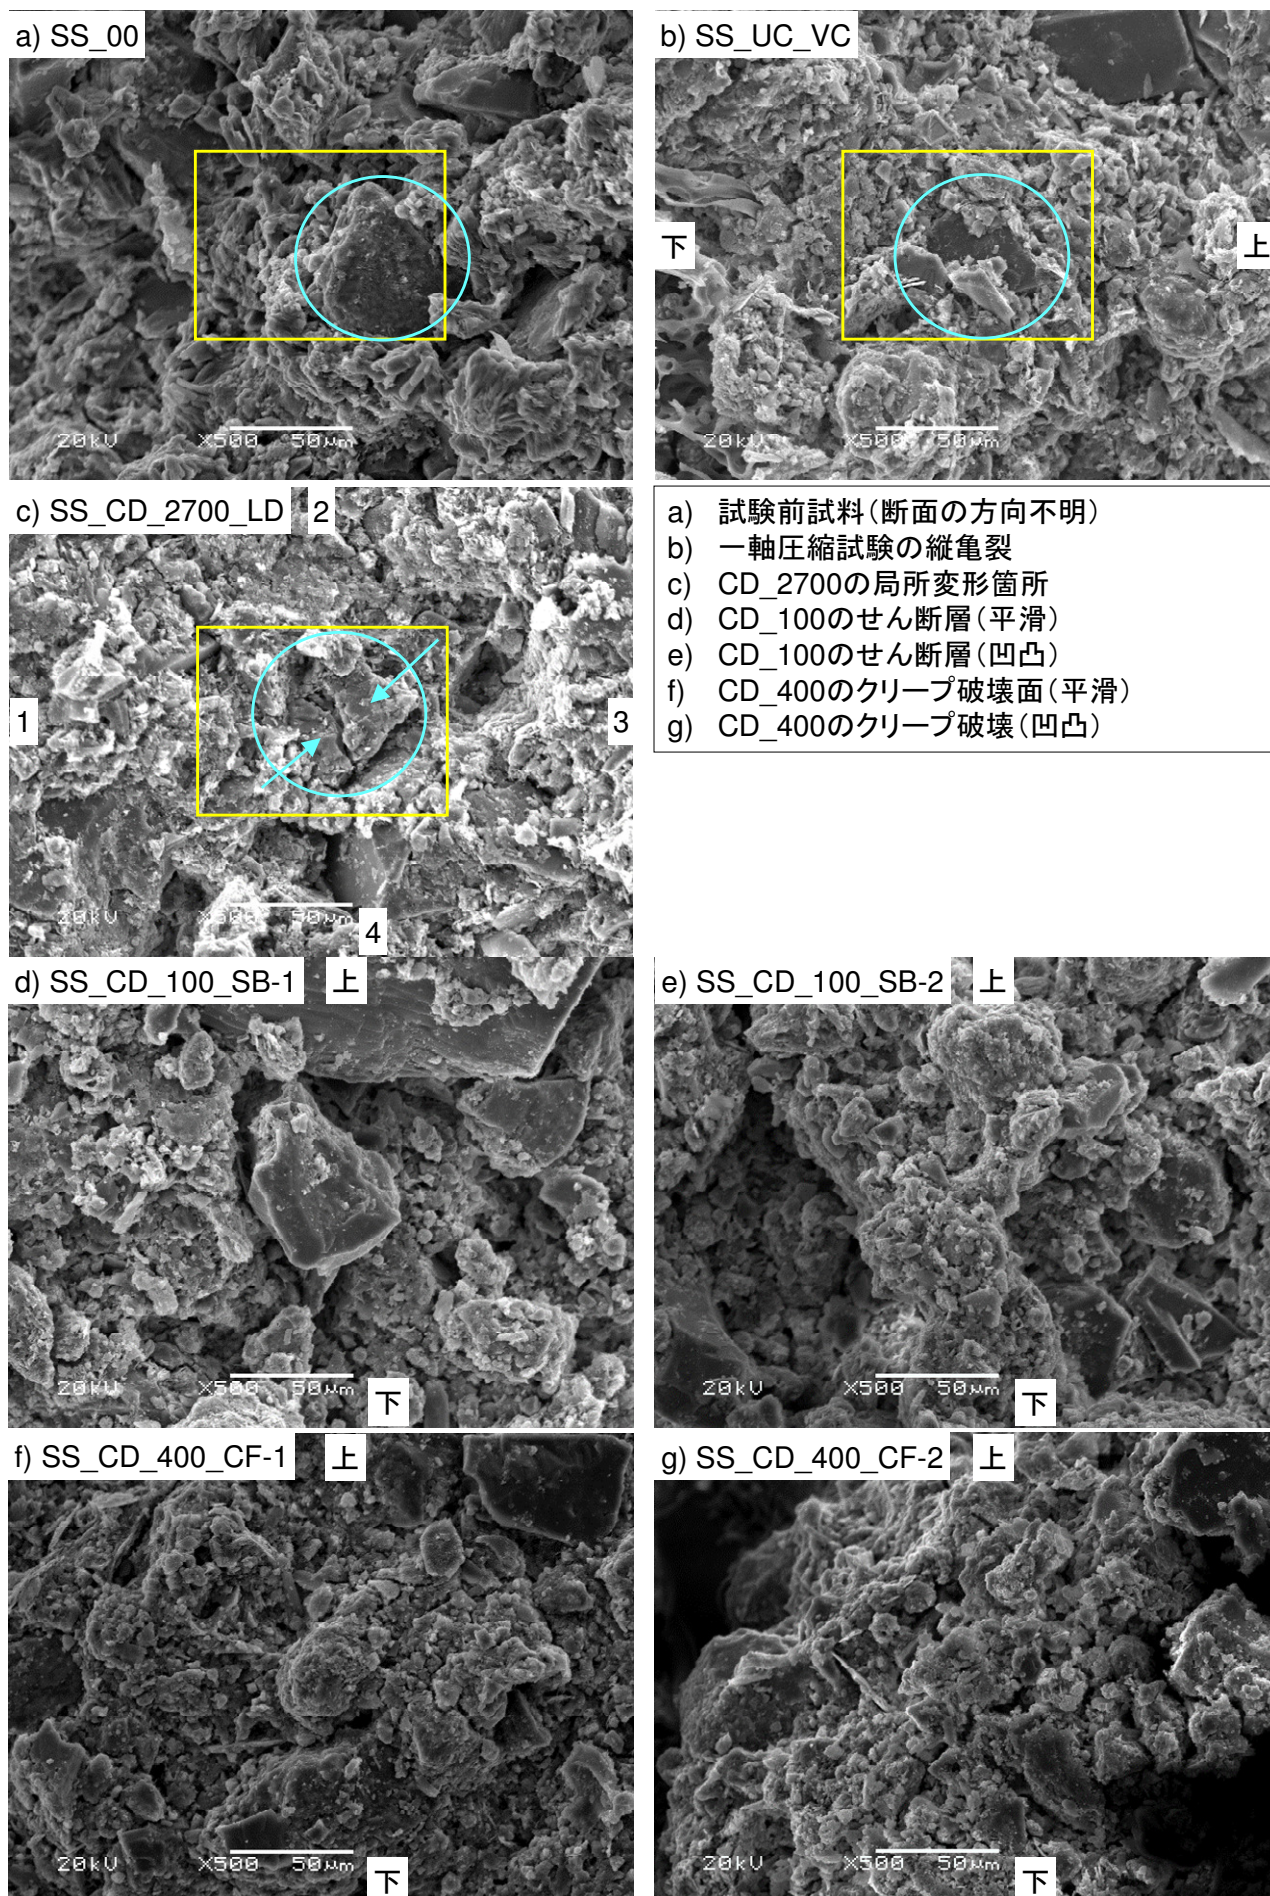 a) SS_00
20kV X500 50µm
b) SS_UC_VC
下
上
20kV X500 50µm
c) SS_CD_2700_LD 2
1
3
20kV X500 50µm
4
a) 試験前試料(断面の方向不明)
b) 一軸圧縮試験の縦亀裂
c) CD_2700の局所変形箇所
d) CD_100のせん断層(平滑)
e) CD_100のせん断層(凹凸)
f) CD_400のクリープ破壊面(平滑)
g) CD_400のクリープ破壊(凹凸)
d) SS_CD_100_SB-1 上
20kV X500 50µm
下
e) SS_CD_100_SB-2 上
20kV X500 50µm
下
f) SS_CD_400_CF-1 上
20kV X500 50µm
下
g) SS_CD_400_CF-2 上
20kV X500 50µm
下